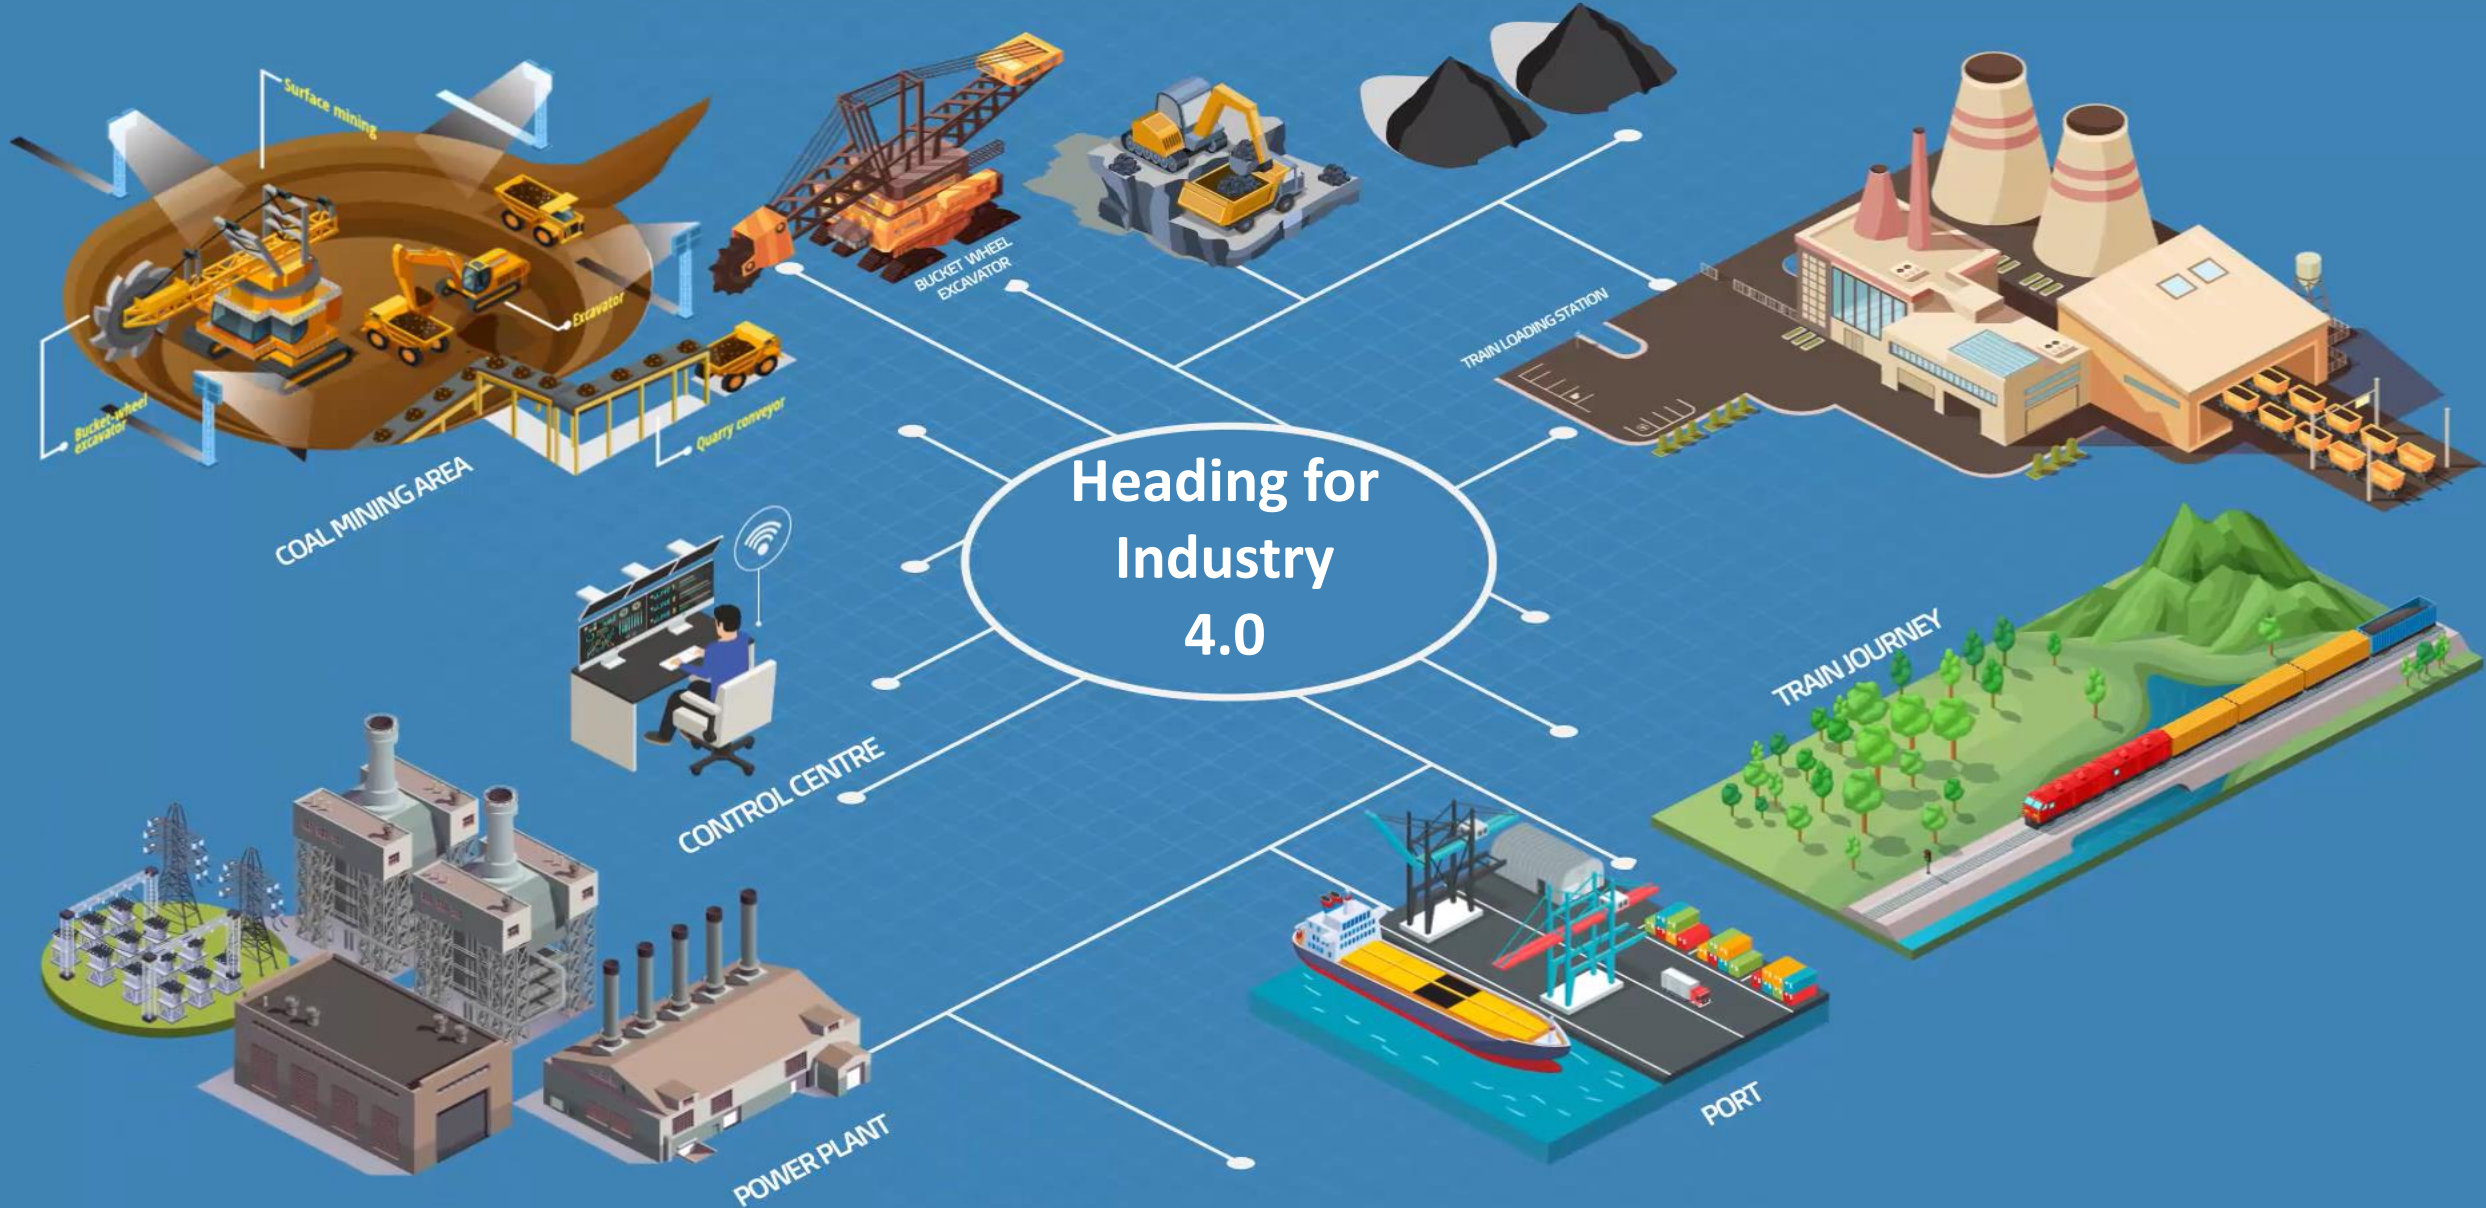 Surface mining
Excavator
Bucket-wheel
excavator
Quarry conveyor
COAL MINING AREA
BUCKET WHEEL
EXCAVATOR
TRAIN LOADING STATION
Heading for
Industry
4.0
CONTROL CENTRE
TRAIN JOURNEY
POWER PLANT
PORT